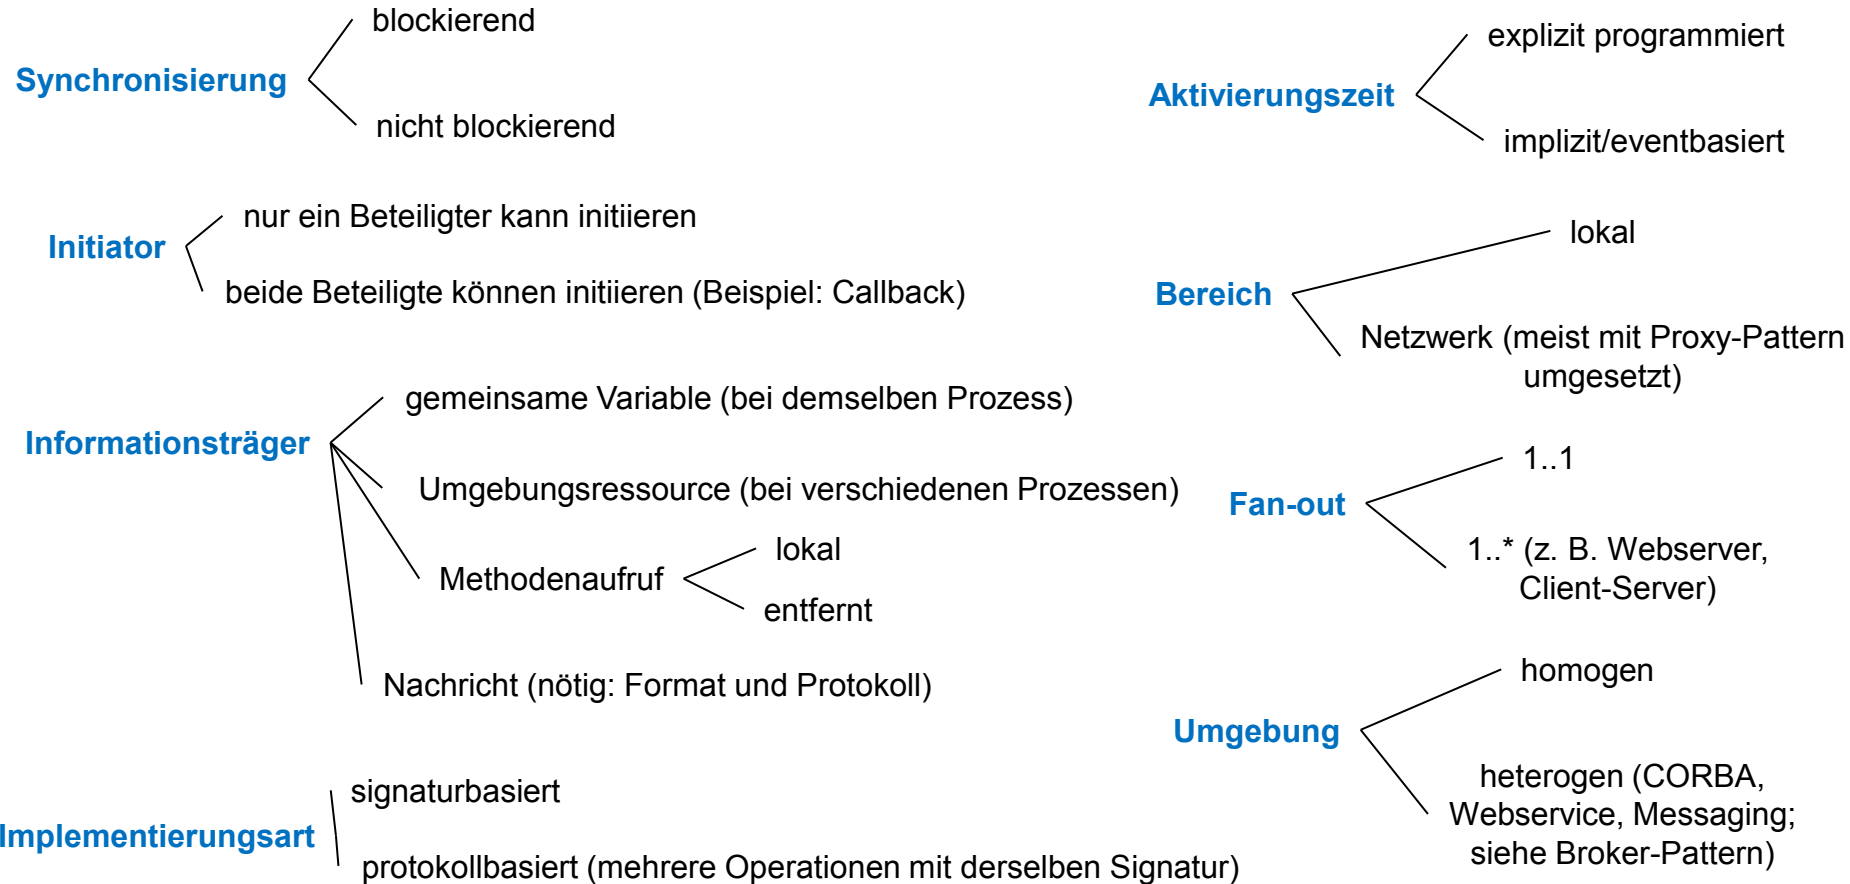 Synchronisierung
blockierend
nicht blockierend
Initiator
nur ein Beteiligter kann initiieren
beide Beteiligte können initiieren (Beispiel: Callback)
Informationsträger
gemeinsame Variable (bei demselben Prozess)
Umgebungsressource (bei verschiedenen Prozessen)
Methodenaufruf
lokal
entfernt
Nachricht (nötig: Format und Protokoll)
Implementierungsart
signaturbasiert
protokollbasiert (mehrere Operationen mit derselben Signatur)
Aktivierungszeit
explizit programmiert
implizit/eventbasiert
Bereich
lokal
Netzwerk (meist mit Proxy-Pattern
umgesetzt)
Fan-out
1..1
1..* (z. B. Webserver,
Client-Server)
Umgebung
homogen
heterogen (CORBA,
Webservice, Messaging;
siehe Broker-Pattern)